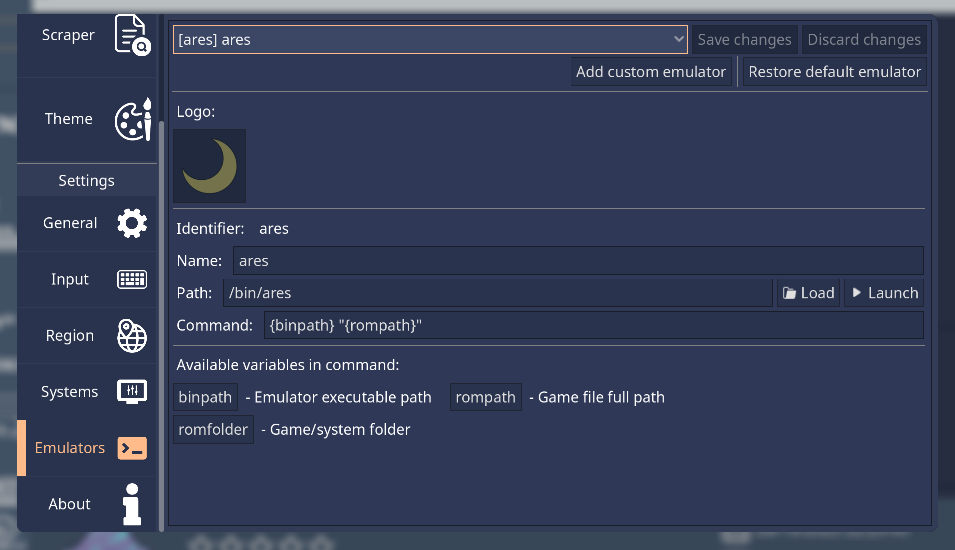 Scraper
Theme
Settings
General
Input
Region
Systems
Emulators
About
[ares] ares
Save changes
Discard changes
Add custom emulator
Restore default emulator
Logo:
Identifier: ares
Name: ares
Path: /bin/ares Load Launch
Command: {binpath} "{rompath}"
Available variables in command:
binpath - Emulator executable path rompath - Game file full path
romfolder - Game/system folder